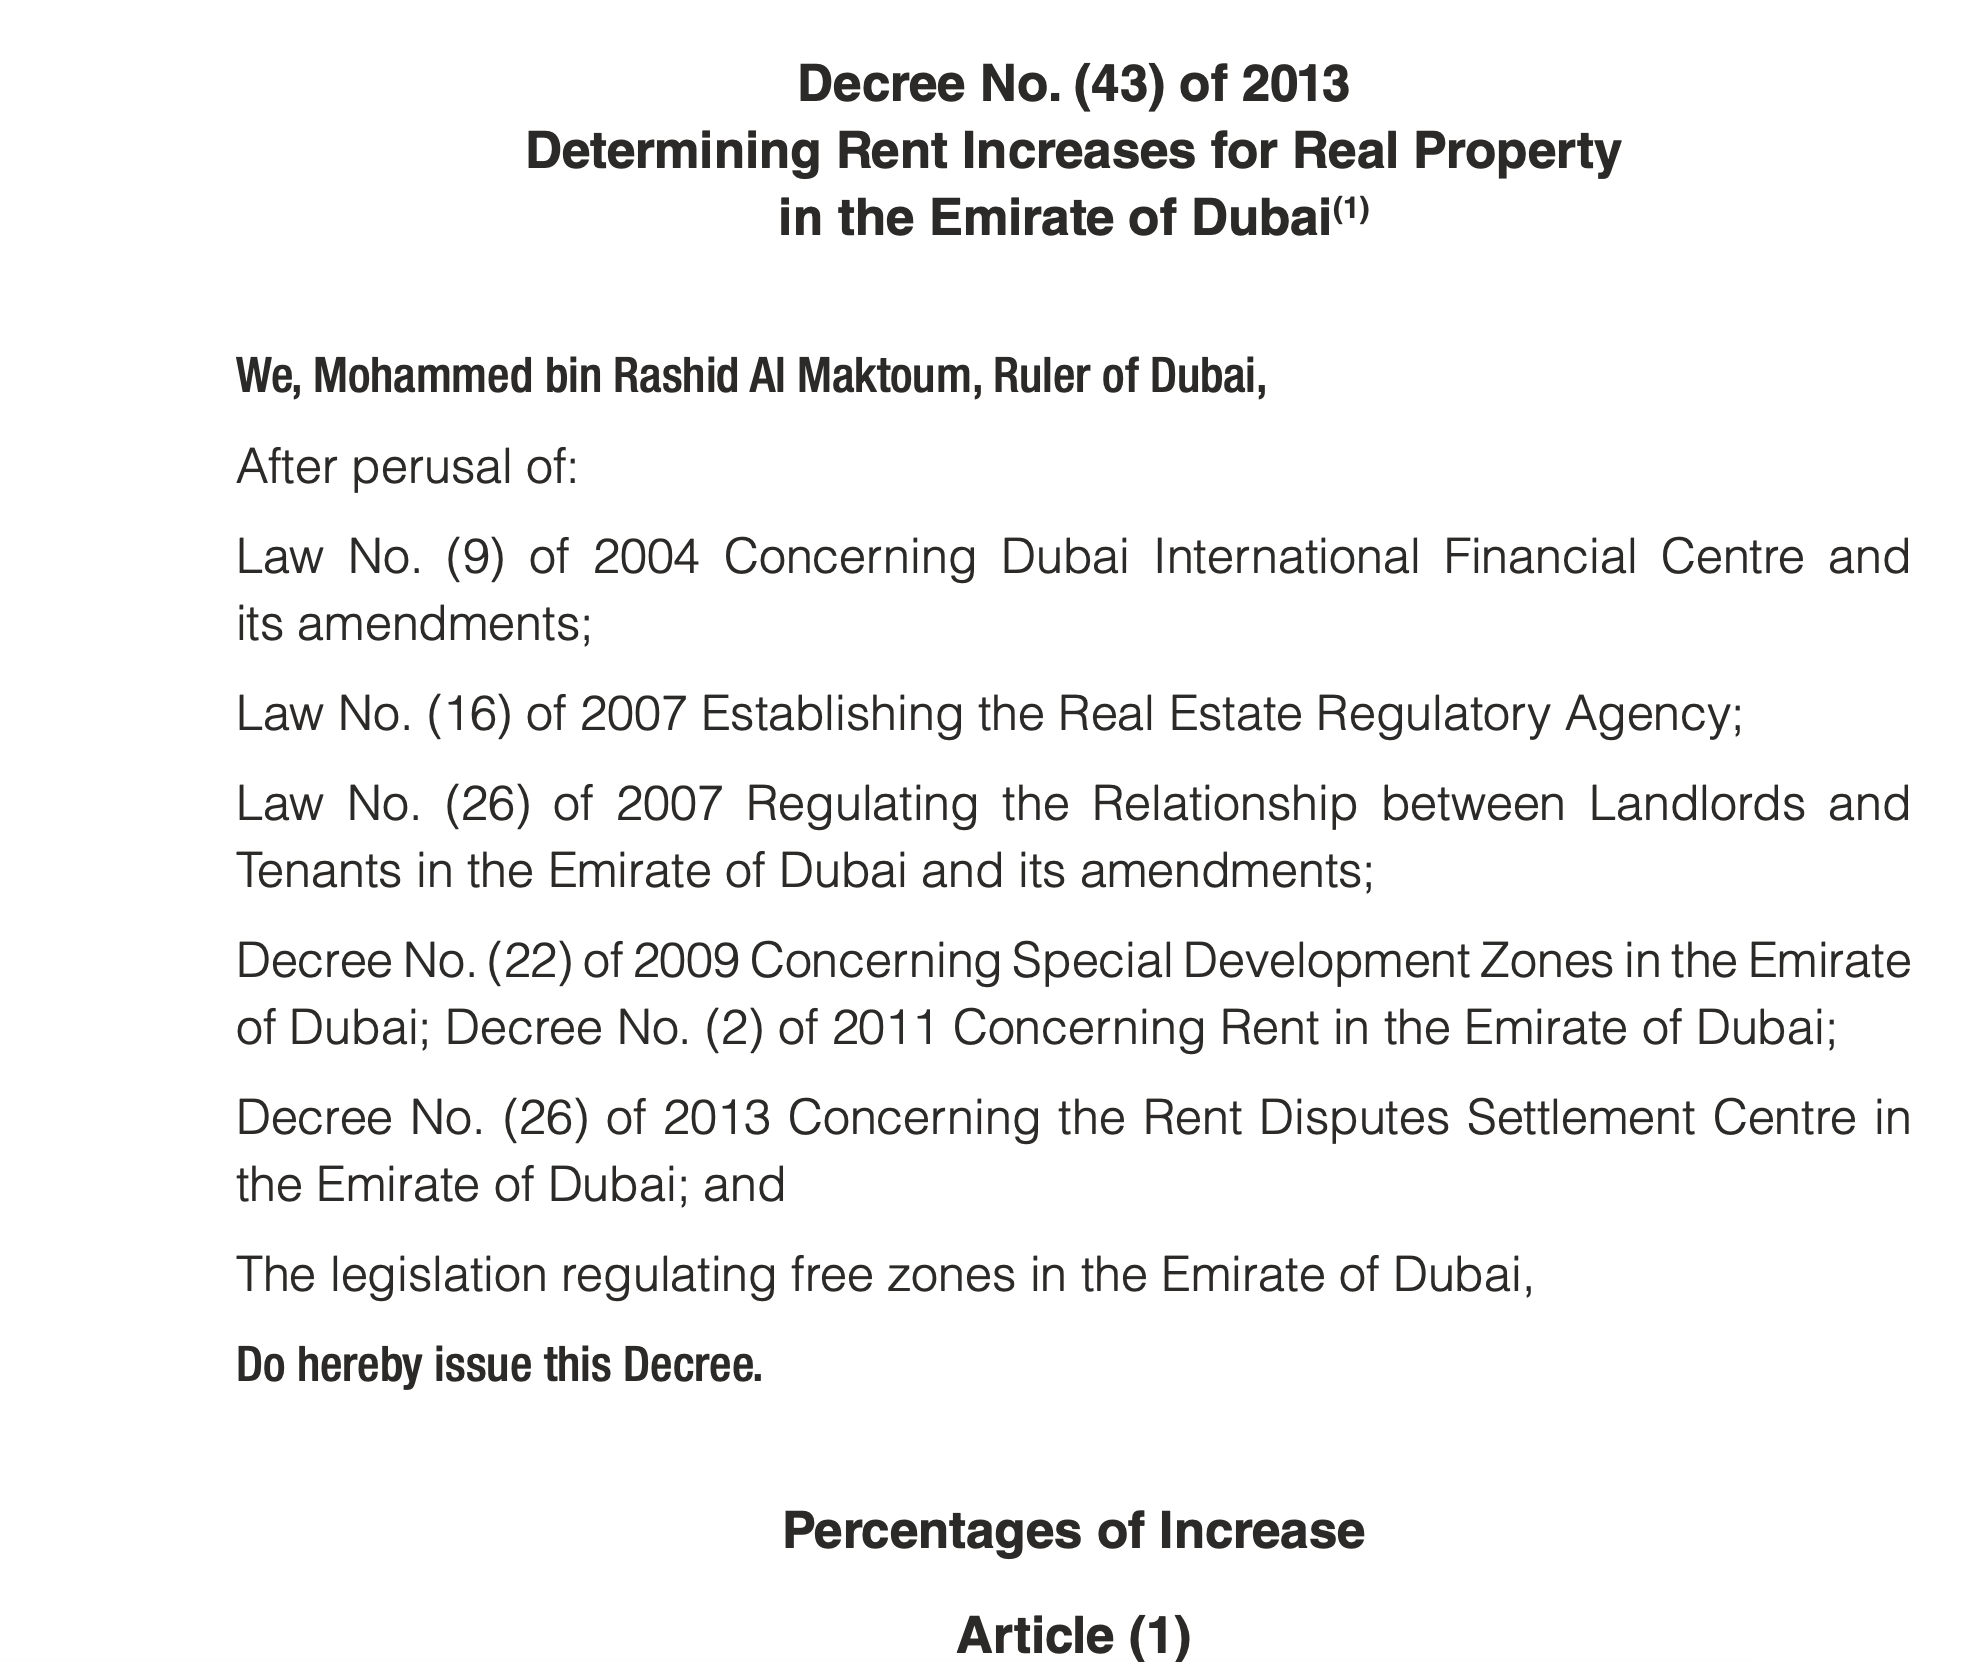 Decree No. (43) of 2013
Determining Rent Increases for Real Property
in the Emirate of Dubai(1)
We, Mohammed bin Rashid Al Maktoum, Ruler of Dubai,
After perusal of:
Law No. (9) of 2004 Concerning Dubai International Financial Centre and
its amendments;
Law No. (16) of 2007 Establishing the Real Estate Regulatory Agency;
Law No. (26) of 2007 Regulating the Relationship between Landlords and
Tenants in the Emirate of Dubai and its amendments;
Decree No. (22) of 2009 Concerning Special Development Zones in the Emirate
of Dubai; Decree No. (2) of 2011 Concerning Rent in the Emirate of Dubai;
Decree No. (26) of 2013 Concerning the Rent Disputes Settlement Centre in
the Emirate of Dubai; and
The legislation regulating free zones in the Emirate of Dubai,
Do hereby issue this Decree.
Percentages of Increase
Article (1)